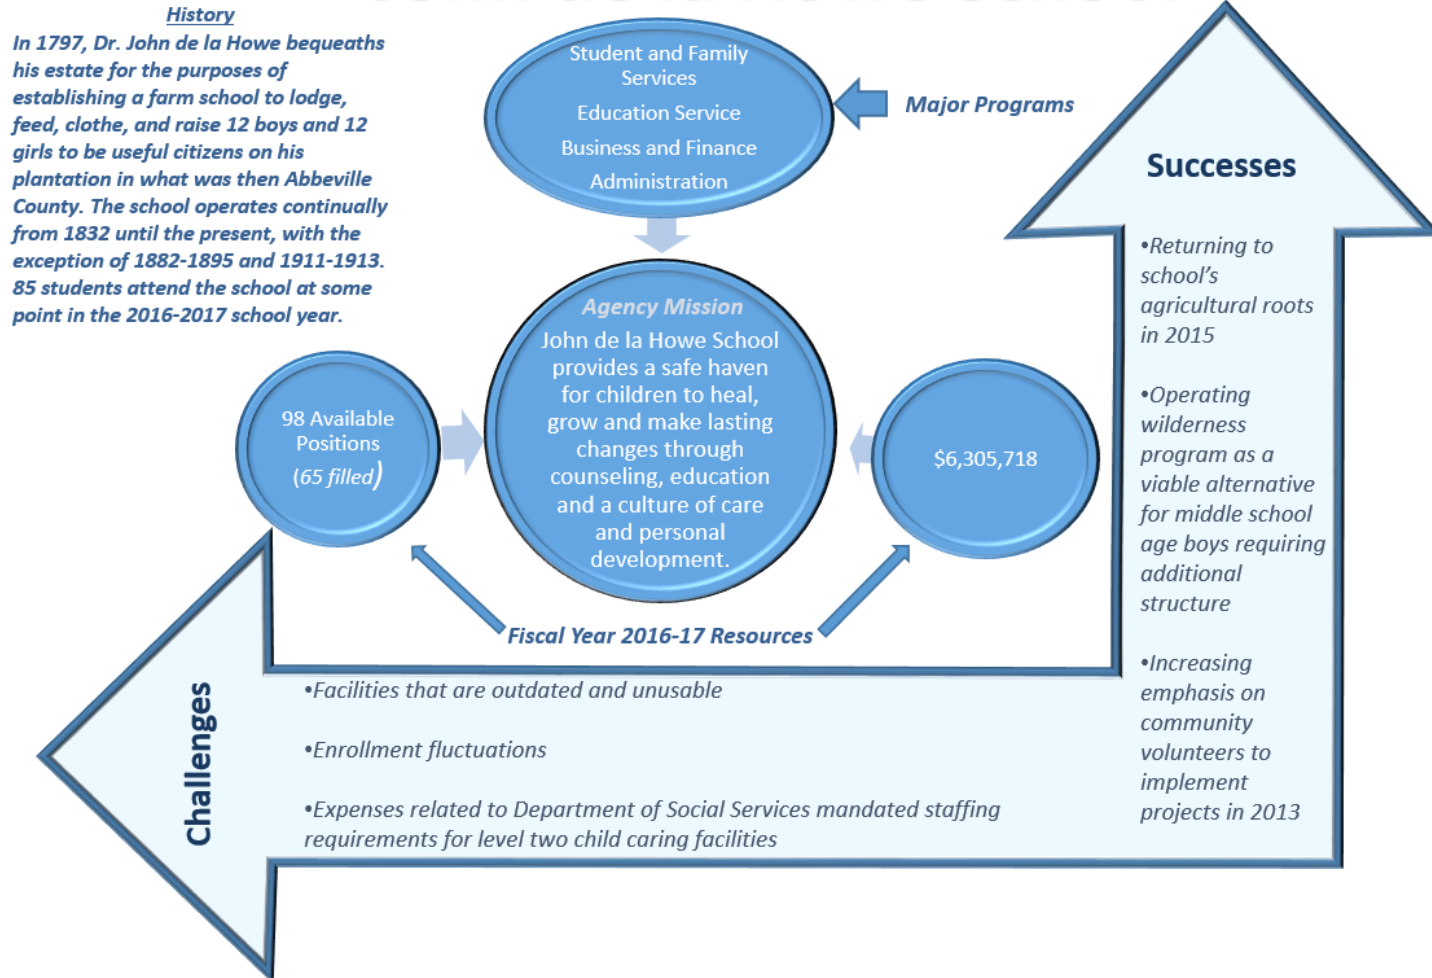 History
In 1797, Dr. John de la Howe bequeaths
his estate for the purposes of
establishing a farm school to lodge,
feed, clothe, and raise 12 boys and 12
girls to be useful citizens on his
plantation in what was then Abbeville
County. The school operates continually
from 1832 until the present, with the
exception of 1882-1895 and 1911-1913.
85 students attend the school at some
point in the 2016-2017 school year.
Student and Family
Services
Education Service
Business and Finance
Administration
Major Programs
Agency Mission
John de la Howe School
provides a safe haven
for children to heal,
grow and make lasting
changes through
counseling, education
and a culture of care
and personal
development.
98 Available
Positions
(65 filled)
$6,305,718
Fiscal Year 2016-17 Resources
Successes
•Returning to
school's
agricultural roots
in 2015
•Operating
wilderness
program as a
viable alternative
for middle school
age boys requiring
additional
structure
•Increasing
emphasis on
community
volunteers to
implement
projects in 2013
Challenges
•Facilities that are outdated and unusable
•Enrollment fluctuations
•Expenses related to Department of Social Services mandated staffing
requirements for level two child caring facilities